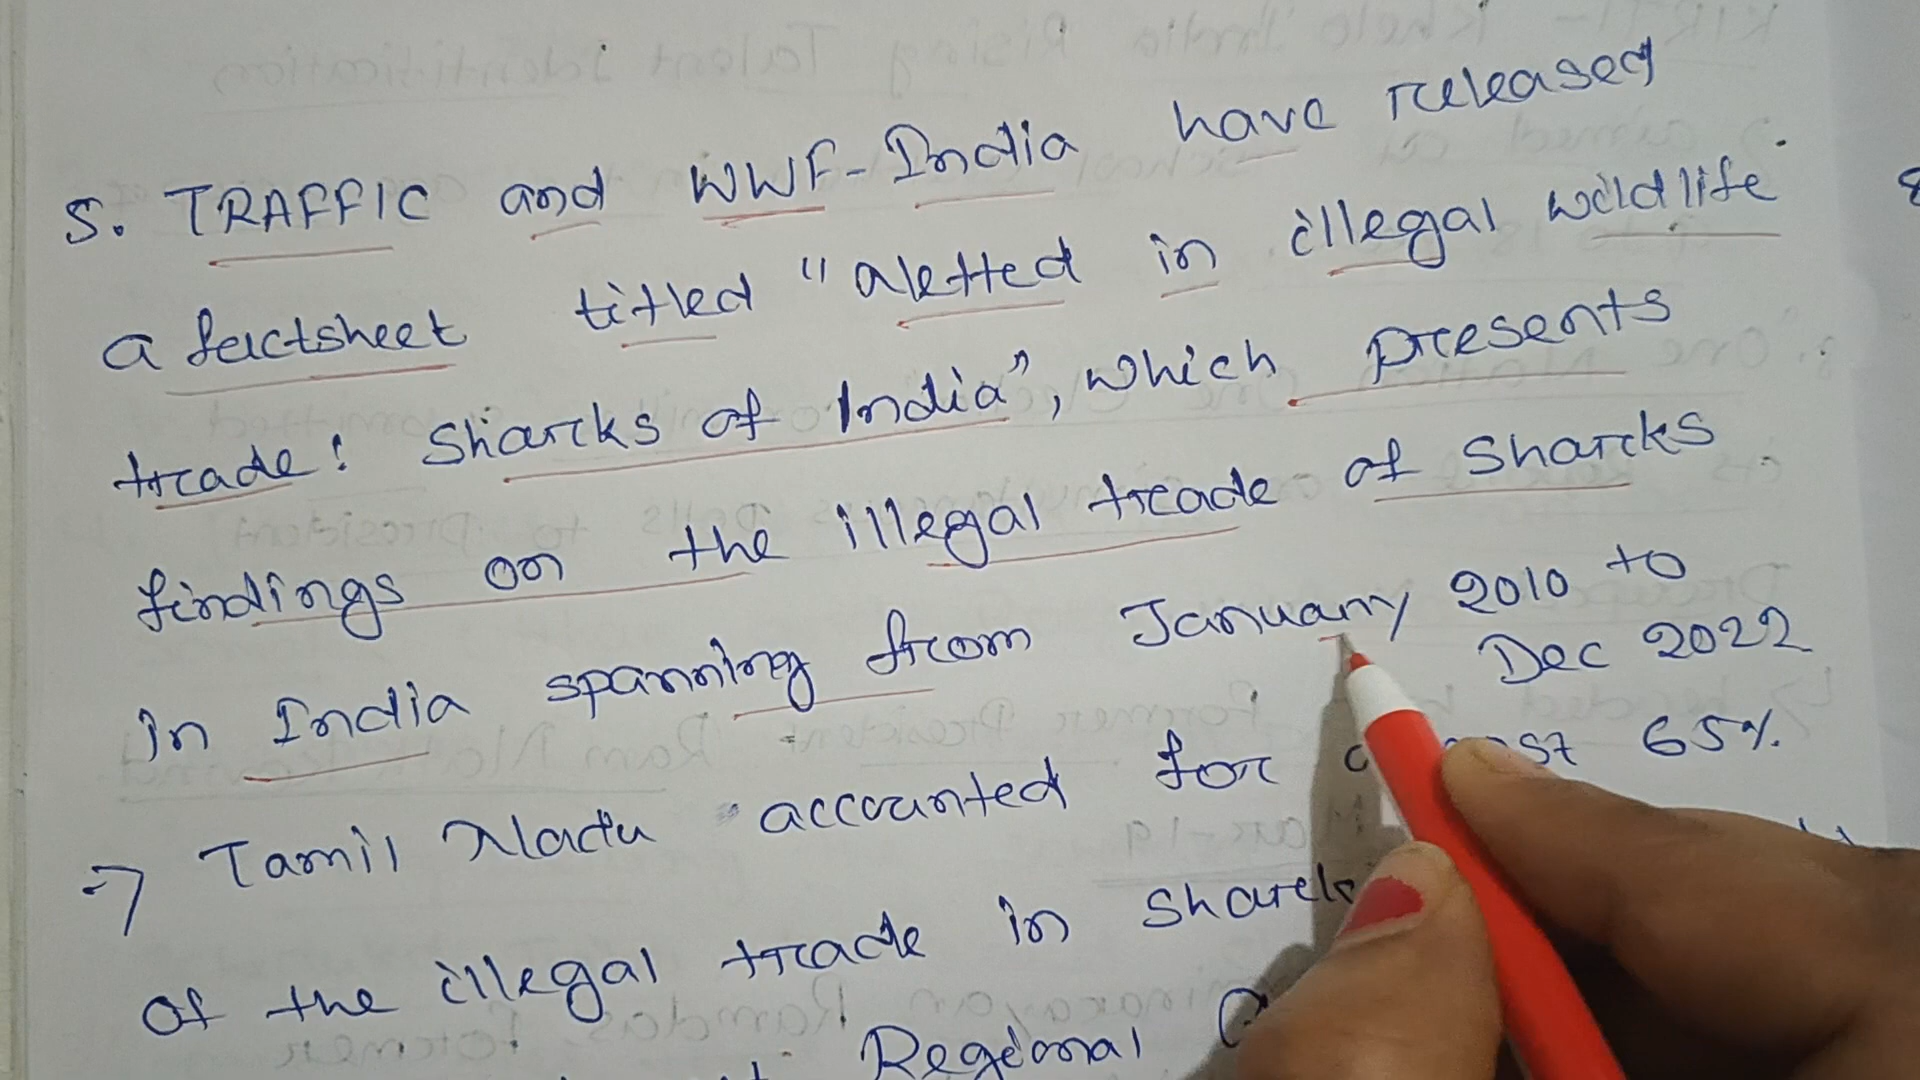 5. TRAFFIC and WWF-India have released
a factsheet titled "aletted in illegal wildlife
trade: Sharks of India", which presents
findings on the illegal trade of Sharks
in India spanning from January 2010 to
Dec 2022
→ Tamil Nadu accounted for 65%
of the illegal trade in shark
Regional